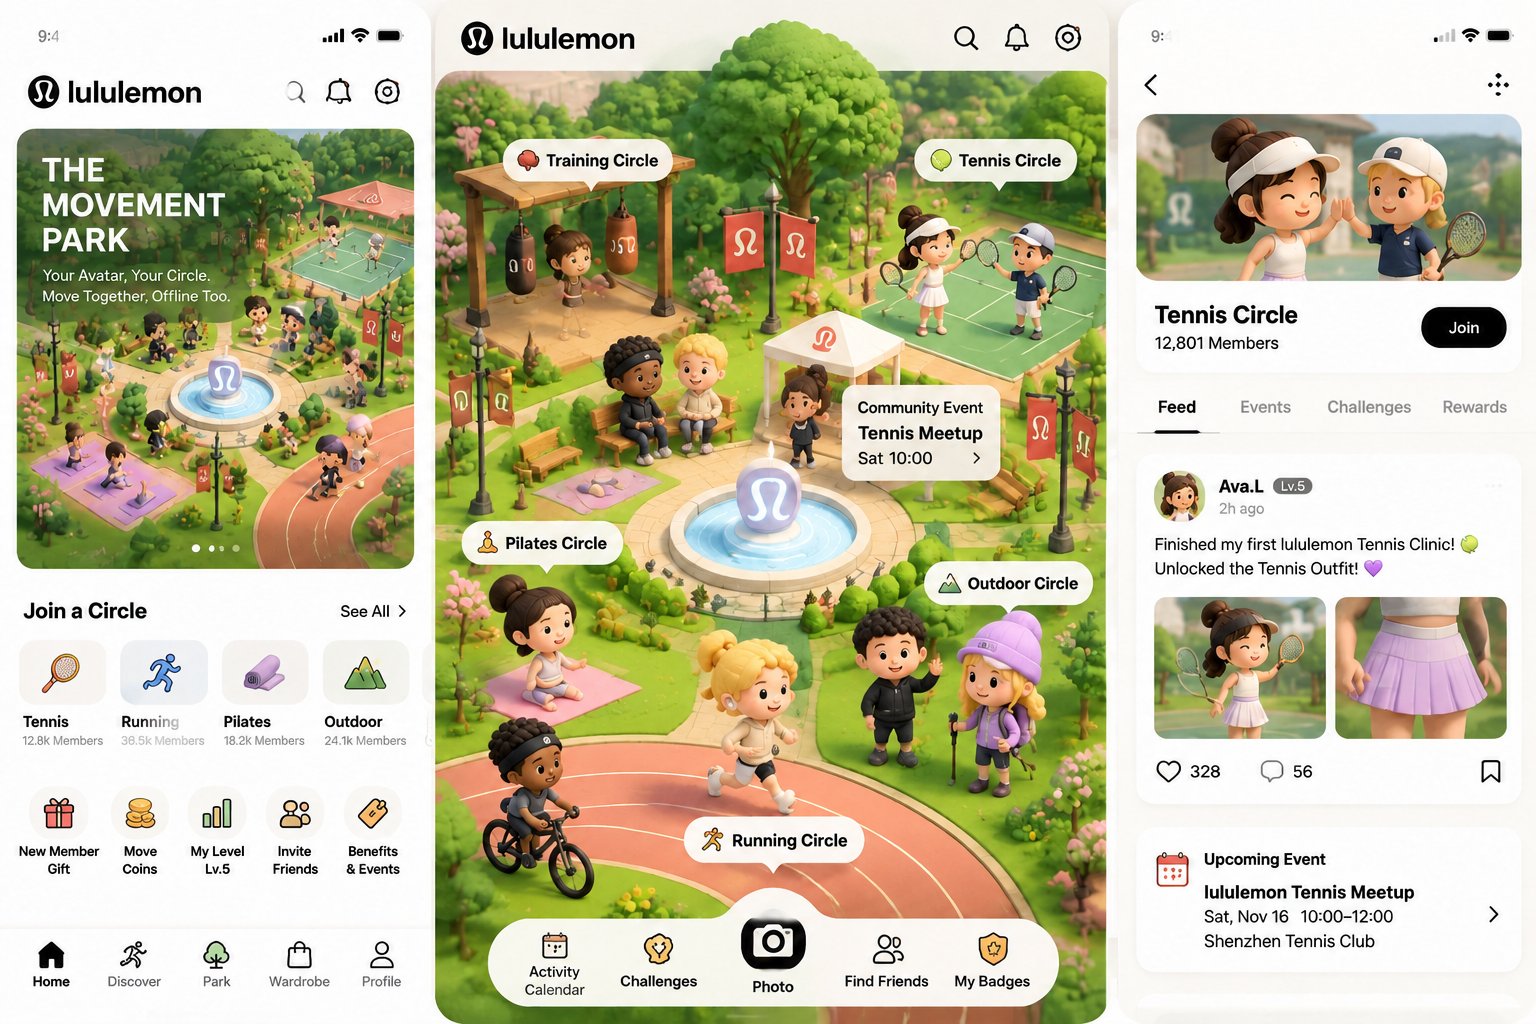 9:4
lululemon
THE
MOVEMENT
PARK
Your Avatar, Your Circle.
Move Together, Offline Too.
Join a Circle
See All
Tennis
12.8k Members
Running
36.5k Members
Pilates
18.2k Members
Outdoor
24.1k Members
New Member
Gift
Move
Coins
My Level
Lv.5
Invite
Friends
Benefits
& Events
Home
Discover
Park
Wardrobe
Profile
lululemon
Training Circle
Tennis Circle
Community Event
Tennis Meetup
Sat 10:00
Pilates Circle
Outdoor Circle
Running Circle
Activity
Calendar
Challenges
Photo
Find Friends
My Badges
9:4
Tennis Circle
12,801 Members
Join
Feed
Events
Challenges
Rewards
Ava.L
Lv.5
2h ago
Finished my first lululemon Tennis Clinic!
Unlocked the Tennis Outfit!
328
56
Upcoming Event
lululemon Tennis Meetup
Sat, Nov 16 10:00–12:00
Shenzhen Tennis Club